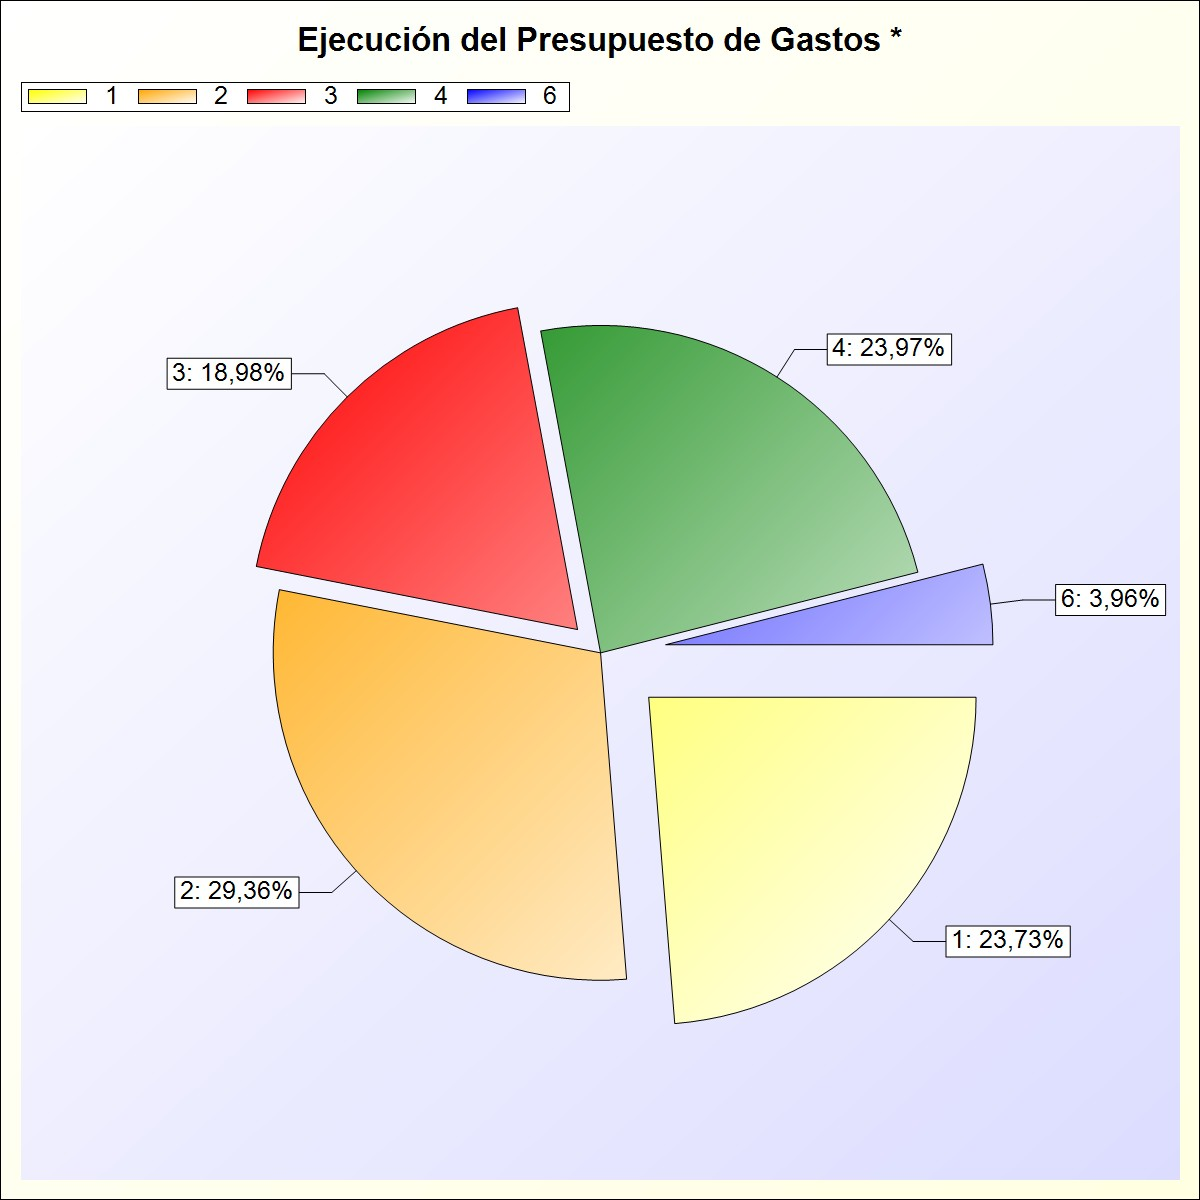 Ejecución del Presupuesto de Gastos *
1 2 3 4 6
4: 23,97%
3: 18,98%
6: 3,96%
2: 29,36%
1: 23,73%